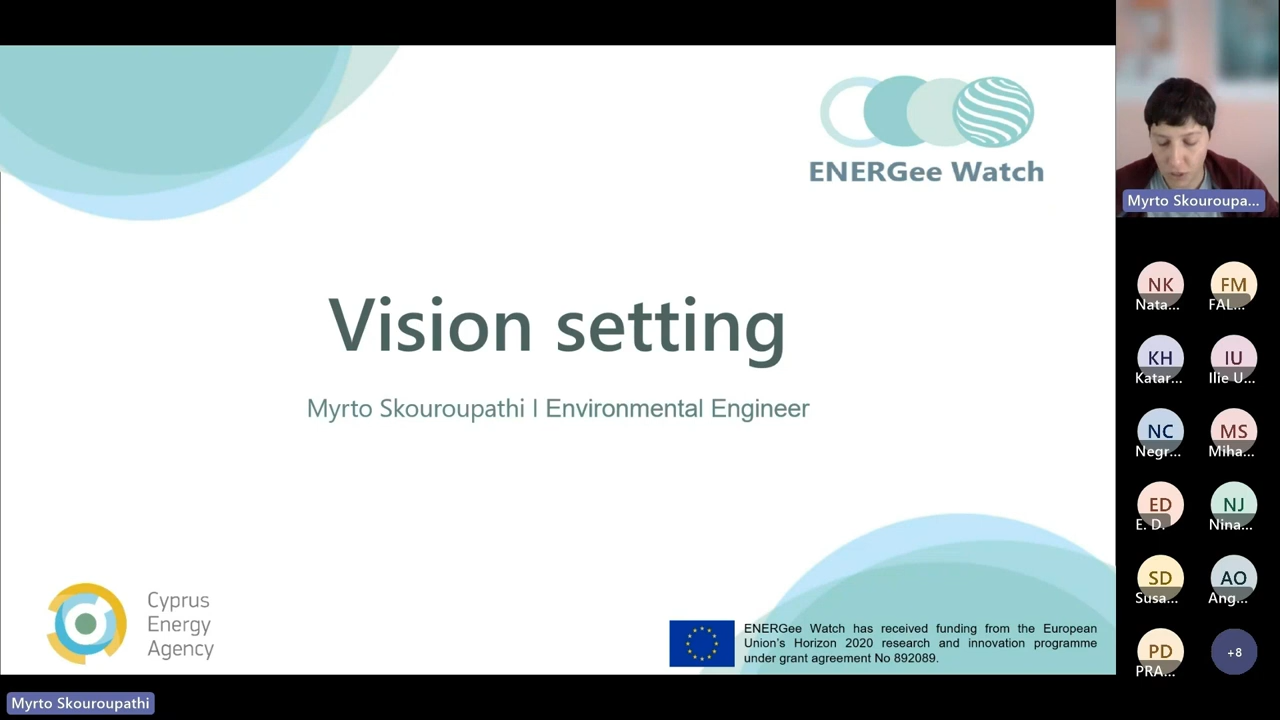 ENERGee Watch
Vision setting
Myrto Skouroupathi | Environmental Engineer
Cyprus
Energy
Agency
ENERGee Watch has received funding from the European
Union's Horizon 2020 research and innovation programme
under grant agreement No 892089.
Myrto Skouroupathi
Myrto Skouroupa...
NK
FM
Nata...
FAL...
KH
IU
Katar...
Ilie U...
NC
MS
Negr...
Miha...
ED
NJ
E. D.
Nina...
SD
AO
Susa...
Ang...
PD
+8
PRA...